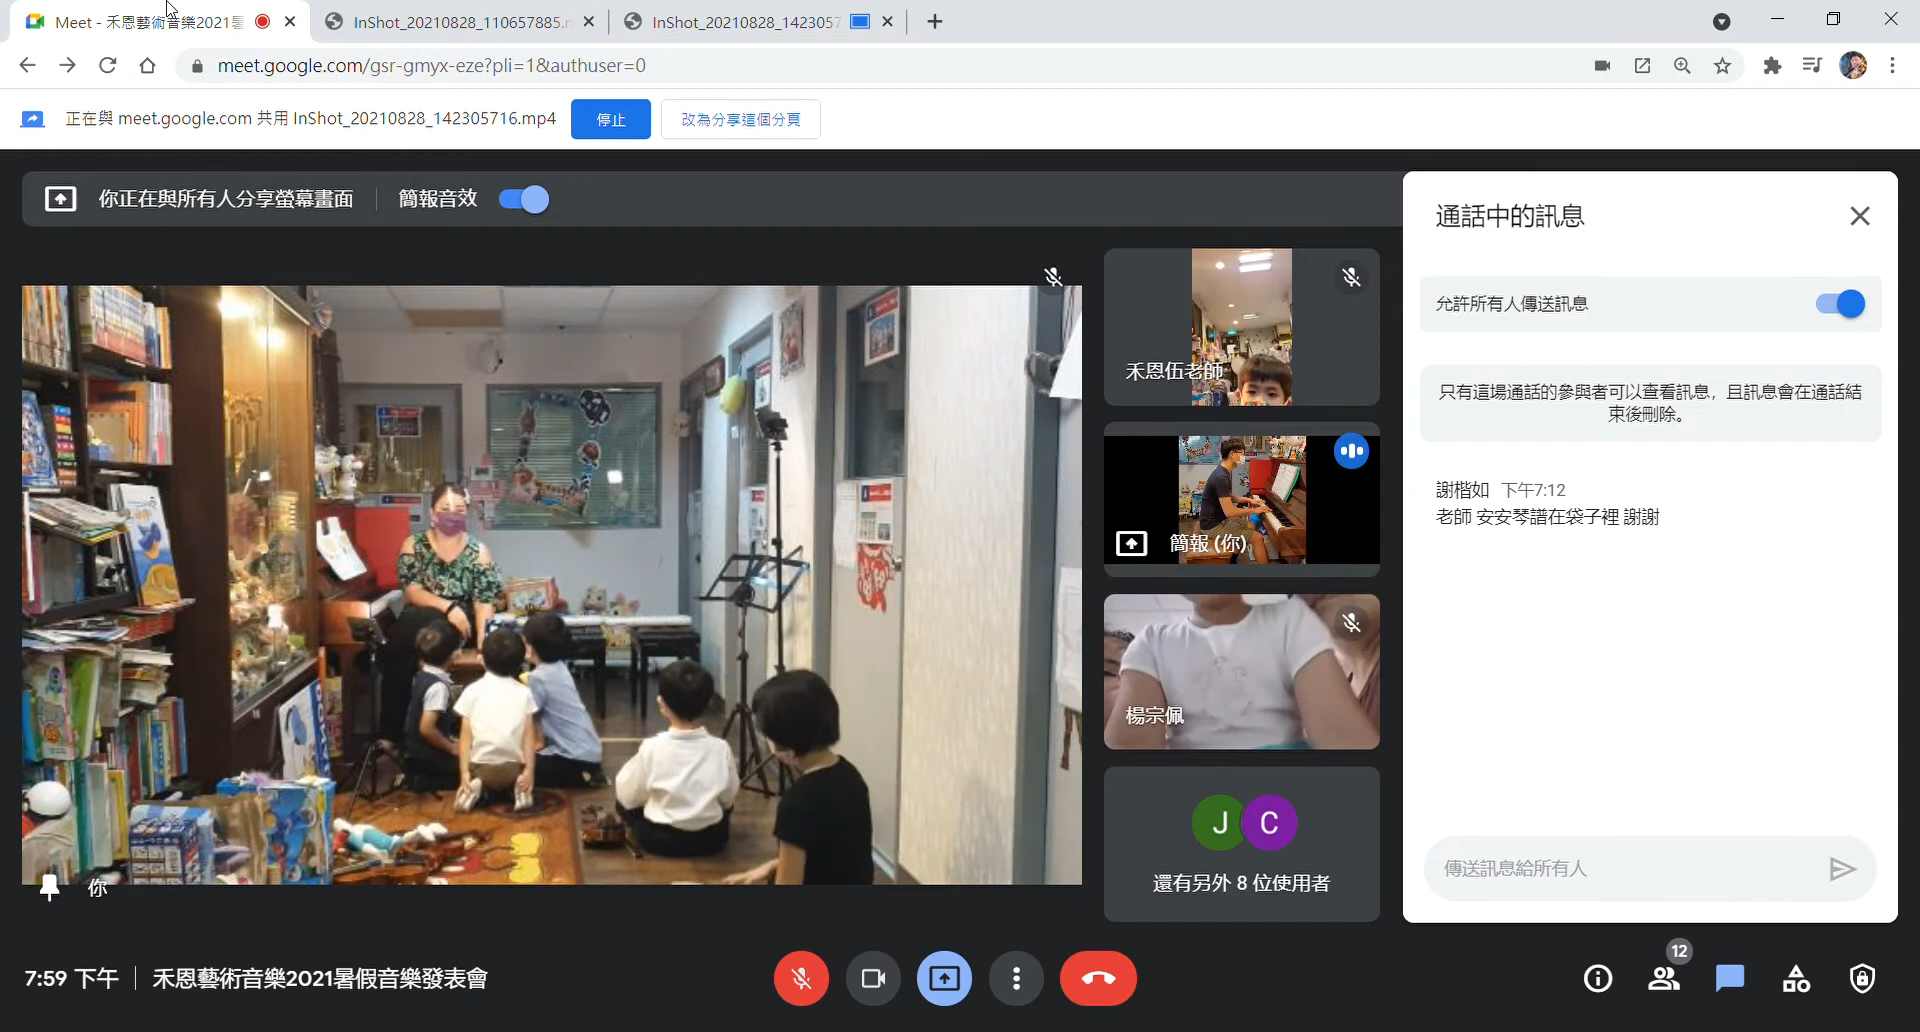 Meet - 禾恩藝術音樂2021暑
InShot_20210828_110657885.n
InShot_20210828_1423057
meet.google.com/gsr-gmyx-eze?pli=1&authuser=0
正在與 meet.google.com 共用 InShot_20210828_142305716.mp4
停止
改為分享這個分頁
你正在與所有人分享螢幕畫面
簡報音效
你
禾恩伍老師
簡報 (你)
楊宗佩
J
C
還有另外 8 位使用者
通話中的訊息
允許所有人傳送訊息
只有這場通話的參與者可以查看訊息，且訊息會在通話結
束後刪除。
謝楷如 下午7:12
老師 安安琴譜在袋子裡 謝謝
傳送訊息給所有人
7:59 下午
禾恩藝術音樂2021暑假音樂發表會
12